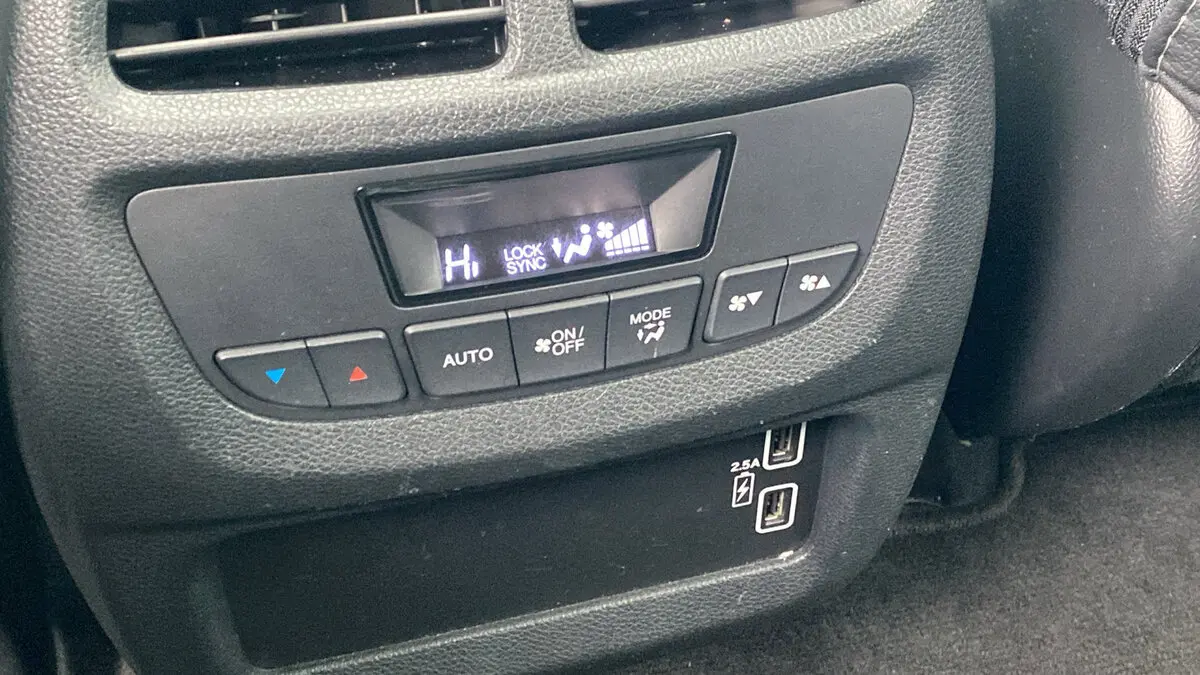 Hi
LOCK
SYNC
AUTO
ON/
OFF
MODE
2.5A